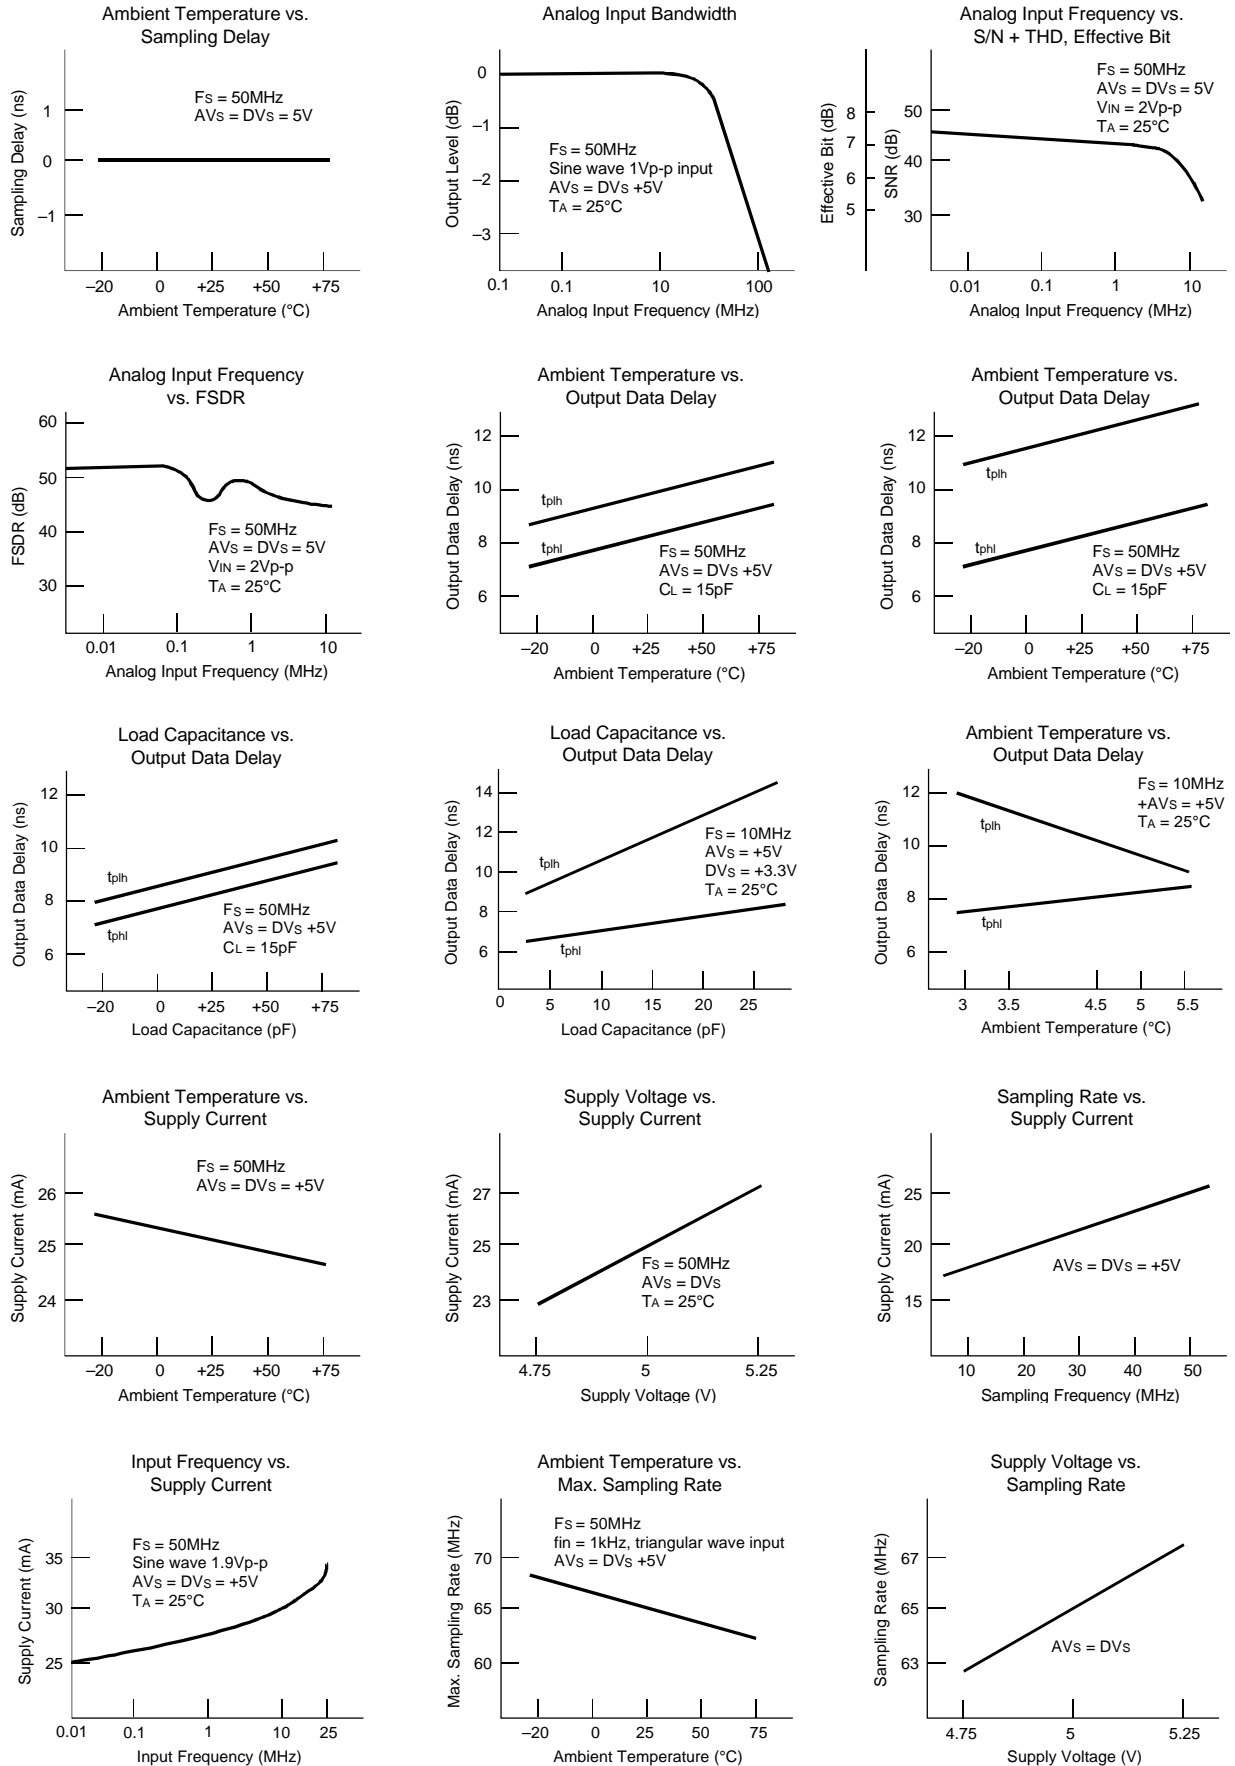 Ambient Temperature vs.
Sampling Delay
Sampling Delay (ns)
1
0
–1
FS = 50MHz
AVS = DVS = 5V
–20 0 +25 +50 +75
Ambient Temperature (°C)
Analog Input Bandwidth
Output Level (dB)
0
–1
–2
–3
FS = 50MHz
Sine wave 1Vp-p input
AVS = DVS +5V
TA = 25°C
0.1 0.1 10 100
Analog Input Frequency (MHz)
Analog Input Frequency vs.
S/N + THD, Effective Bit
Effective Bit (dB)
8
7
6
5
SNR (dB)
50
40
30
FS = 50MHz
AVS = DVS = 5V
VIN = 2Vp-p
TA = 25°C
0.01 0.1 1 10
Analog Input Frequency (MHz)
Analog Input Frequency
vs. FSDR
FSDR (dB)
60
50
40
30
FS = 50MHz
AVS = DVS = 5V
VIN = 2Vp-p
TA = 25°C
0.01 0.1 1 10
Analog Input Frequency (MHz)
Ambient Temperature vs.
Output Data Delay
Output Data Delay (ns)
12
10
8
6
tplh
tphl
FS = 50MHz
AVS = DVS +5V
CL = 15pF
–20 0 +25 +50 +75
Ambient Temperature (°C)
Ambient Temperature vs.
Output Data Delay
Output Data Delay (ns)
12
10
8
6
tplh
tphl
FS = 50MHz
AVS = DVS +5V
CL = 15pF
–20 0 +25 +50 +75
Ambient Temperature (°C)
Load Capacitance vs.
Output Data Delay
Output Data Delay (ns)
12
10
8
6
tplh
tphl
FS = 50MHz
AVS = DVS +5V
CL = 15pF
–20 0 +25 +50 +75
Load Capacitance (pF)
Load Capacitance vs.
Output Data Delay
Output Data Delay (ns)
14
12
10
8
6
tplh
tphl
FS = 10MHz
AVS = +5V
DVS = +3.3V
TA = 25°C
0 5 10 15 20 25
Load Capacitance (pF)
Ambient Temperature vs.
Output Data Delay
Output Data Delay (ns)
12
10
8
6
tplh
tphl
FS = 10MHz
+AVS = +5V
TA = 25°C
3 3.5 4.5 5 5.5
Ambient Temperature (°C)
Ambient Temperature vs.
Supply Current
Supply Current (mA)
26
25
24
FS = 50MHz
AVS = DVS = +5V
–20 0 +25 +50 +75
Ambient Temperature (°C)
Supply Voltage vs.
Supply Current
Supply Current (mA)
27
25
23
FS = 50MHz
AVS = DVS
TA = 25°C
4.75 5 5.25
Supply Voltage (V)
Sampling Rate vs.
Supply Current
Supply Current (mA)
25
20
15
AVS = DVS = +5V
10 20 30 40 50
Sampling Frequency (MHz)
Input Frequency vs.
Supply Current
Supply Current (mA)
35
30
25
FS = 50MHz
Sine wave 1.9Vp-p
AVS = DVS = +5V
TA = 25°C
0.01 0.1 1 10 25
Input Frequency (MHz)
Ambient Temperature vs.
Max. Sampling Rate
Max. Sampling Rate (MHz)
70
65
60
FS = 50MHz
fin = 1kHz, triangular wave input
AVS = DVS +5V
–20 0 25 50 75
Ambient Temperature (°C)
Supply Voltage vs.
Sampling Rate
Sampling Rate (MHz)
67
65
63
AVS = DVS
4.75 5 5.25
Supply Voltage (V)